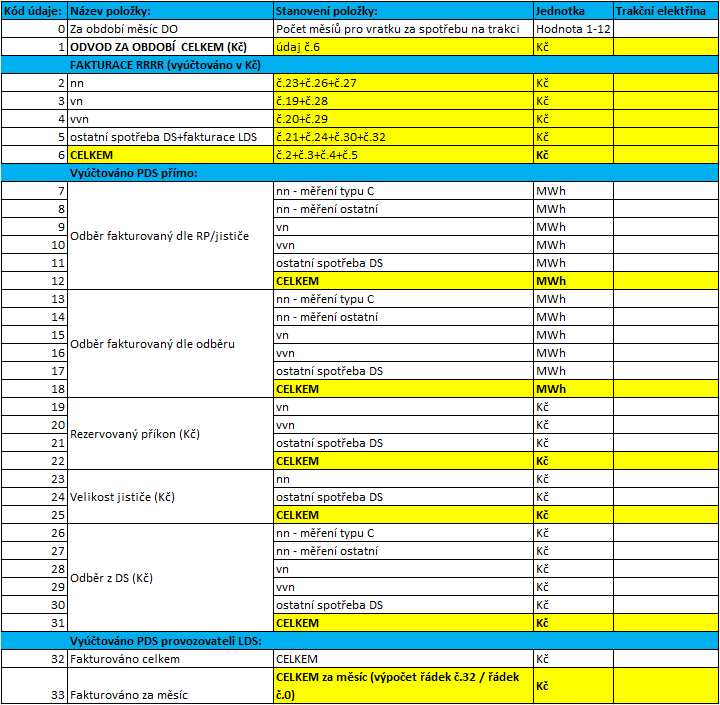 Kód údaje: Název položky: Stanovení položky: Jednotka Trakční elektřina
0 Za období měsíc DO Počet měsíů pro vratku za spotřebu na trakci Hodnota 1-12
1 ODVOD ZA OBDOBÍ CELKEM (Kč) údaj č.6 Kč
FAKTURACE RRRR (vyúčtováno v Kč)
2 nn č.23+č.26+č.27 Kč
3 vn č.19+č.28 Kč
4 vvn č.20+č.29 Kč
5 ostatní spotřeba DS+fakturace LDS č.21+č.24+č.30+č.32 Kč
6 CELKEM č.2+č.3+č.4+č.5 Kč
Vyúčtováno PDS přímo:
7 nn - měření typu C MWh
8 nn - měření ostatní MWh
9 vn MWh
Odběr fakturovaný dle RP/jističe
10 vvn MWh
11 ostatní spotřeba DS MWh
12 CELKEM MWh
13 nn - měření typu C MWh
14 nn - měření ostatní MWh
15 vn MWh
Odběr fakturovaný dle odběru
16 vvn MWh
17 ostatní spotřeba DS MWh
18 CELKEM MWh
19 vn Kč
20 vvn Kč
Rezervovaný příkon (Kč)
21 ostatní spotřeba DS Kč
22 CELKEM Kč
23 nn Kč
24 Velikost jističe (Kč) ostatní spotřeba DS Kč
25 CELKEM Kč
26 nn - měření typu C Kč
27 nn - měření ostatní Kč
28 vn Kč
Odběr z DS (Kč)
29 vvn Kč
30 ostatní spotřeba DS Kč
31 CELKEM Kč
Vyúčtováno PDS provozovateli LDS:
32 Fakturováno celkem CELKEM Kč
CELKEM za měsíc (výpočet řádek č.32 / řádek
33 Fakturováno za měsíc č.0) Kč